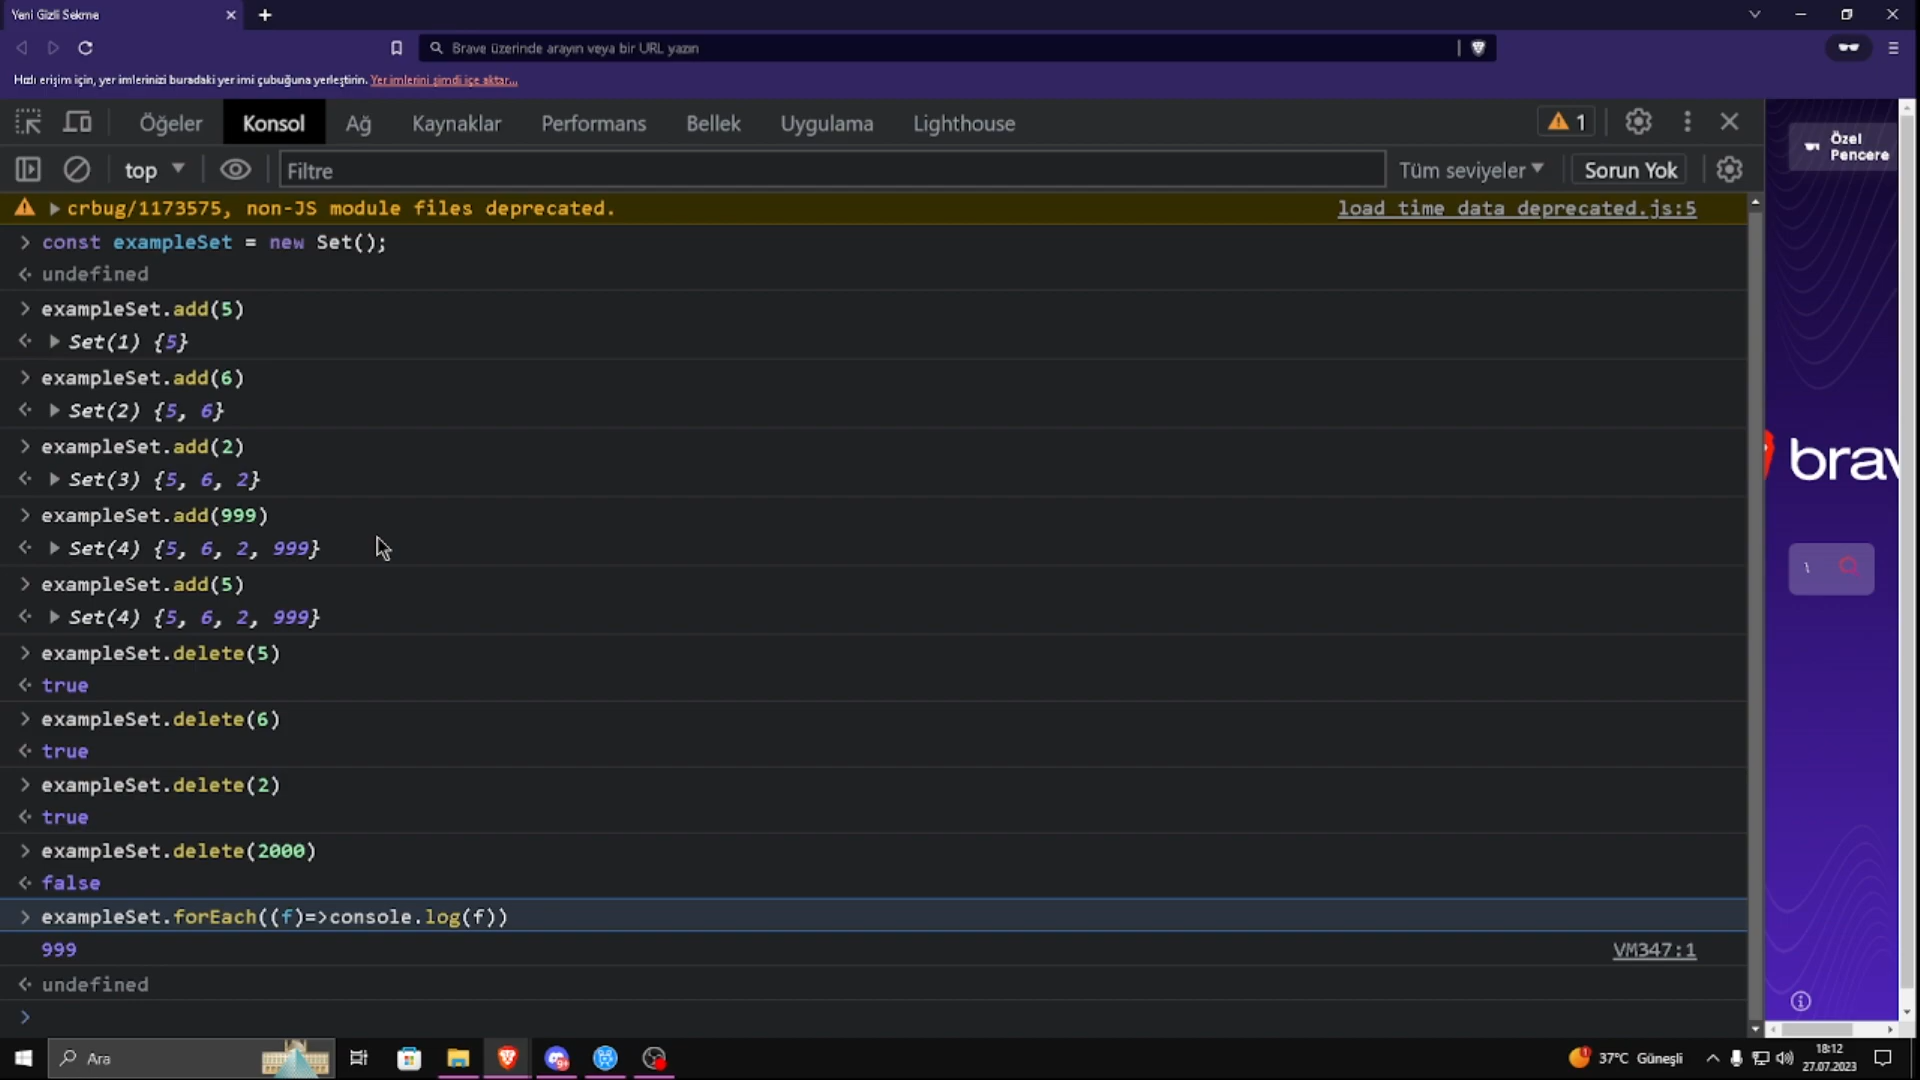 Yeni Gizli Sekme
Brave üzerinde arayın veya bir URL yazın
Hızlı erişim için, yer imlerinizi buradaki yer imi çubuğuna yerleştirin. Yer imlerini şimdi içe aktar...
Öğeler Konsol Ağ Kaynaklar Performans Bellek Uygulama Lighthouse 1
Özel
Pencere
top Filtre Tüm seviyeler Sorun Yok
crbug/1173575, non-JS module files deprecated. load_time_data_deprecated.js:5
> const exampleSet = new Set();
undefined
> exampleSet.add(5)
Set(1) {5}
> exampleSet.add(6)
Set(2) {5, 6}
> exampleSet.add(2)
Set(3) {5, 6, 2}
> exampleSet.add(999)
Set(4) {5, 6, 2, 999}
> exampleSet.add(5)
Set(4) {5, 6, 2, 999}
> exampleSet.delete(5)
true
> exampleSet.delete(6)
true
> exampleSet.delete(2)
true
> exampleSet.delete(2000)
false
> exampleSet.forEach((f)=>console.log(f))
999 VM347:1
undefined
>
brav
Ara 37°C Güneşli 18:12
27.07.2023